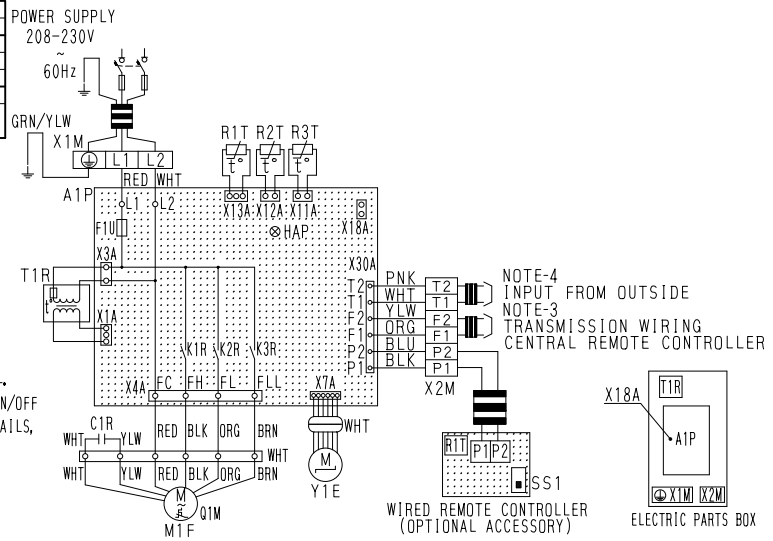 POWER SUPPLY
208-230V
~
60Hz
GRN/YLW
X1M
L1 L2
RED WHT
A1P
L1 L2
F1U
R1T R2T R3T
t° t° t°
X13A X12A X11A
X18A
HAP
X3A
T1R
t°
X1A
X30A
T2 PNK T2
T1 WHT T1
F2 YLW F2
F1 ORG F1
P2 BLU P2
P1 BLK P1
X2M
NOTE-4
INPUT FROM OUTSIDE
NOTE-3
TRANSMISSION WIRING
CENTRAL REMOTE CONTROLLER
K1R K2R K3R
X4A FC FH FL FLL
X7A
N/OFF
AILS,
C1R
WHT YLW RED BLK ORG BRN
WHT
WHT YLW RED BLK ORG BRN
M
~
Q1M
M1F
WHT
M
Y1E
R1T P1 P2
SS1
WIRED REMOTE CONTROLLER
(OPTIONAL ACCESSORY)
X18A
T1R
A1P
X1M X2M
ELECTRIC PARTS BOX